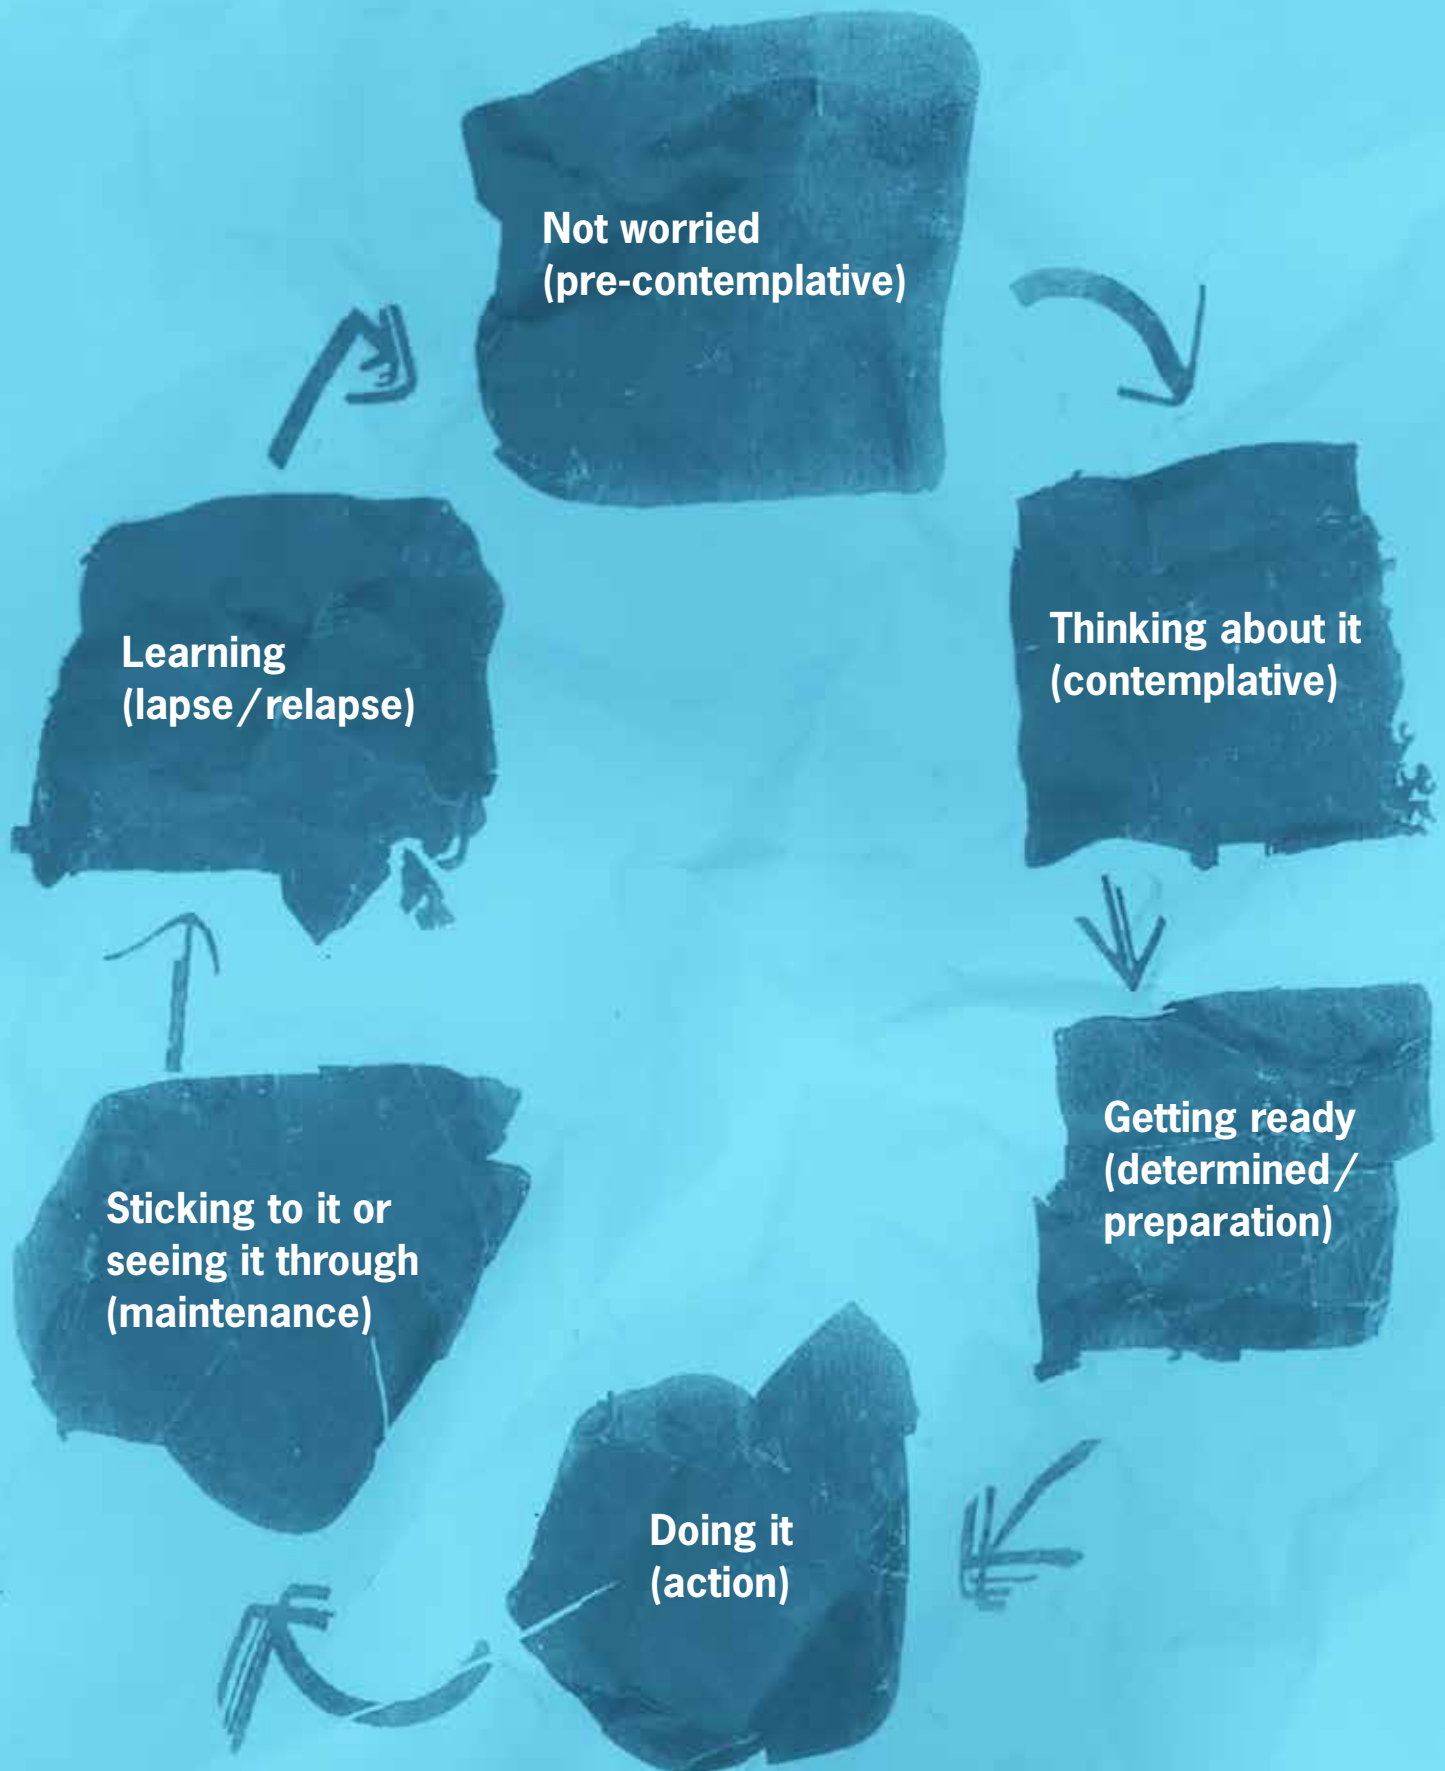 Not worried
(pre-contemplative)
Thinking about it
(contemplative)
Getting ready
(determined/
preparation)
Doing it
(action)
Sticking to it or
seeing it through
(maintenance)
Learning
(lapse/relapse)